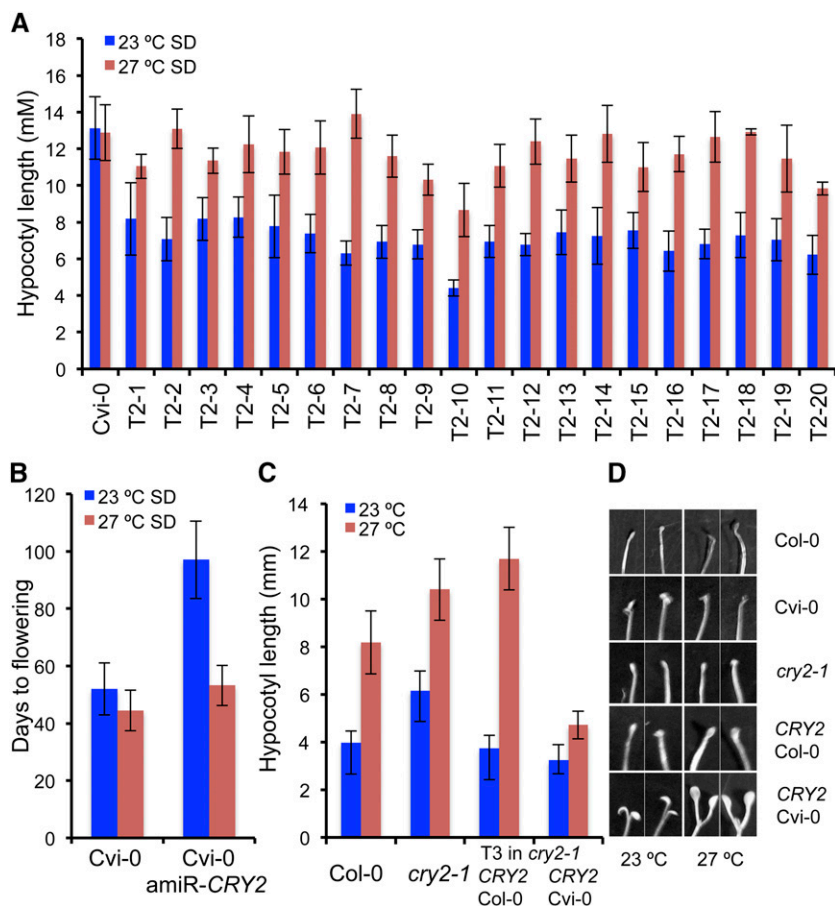 A
23 ºC SD
27 ºC SD
Hypocotyl length (mM)
18
16
14
12
10
8
6
4
2
0
Cvi-0
T2-1
T2-2
T2-3
T2-4
T2-5
T2-6
T2-7
T2-8
T2-9
T2-10
T2-11
T2-12
T2-13
T2-14
T2-15
T2-16
T2-17
T2-18
T2-19
T2-20
B
23 ºC SD
27 ºC SD
Days to flowering
120
100
80
60
40
20
0
Cvi-0
Cvi-0
amiR-CRY2
C
23 ºC
27 ºC
Hypocotyl length (mm)
14
12
10
8
6
4
2
0
Col-0
cry2-1
T3 in cry2-1
CRY2 CRY2
Col-0 Cvi-0
D
Col-0
Cvi-0
cry2-1
CRY2
Col-0
CRY2
Cvi-0
23 ºC 27 ºC